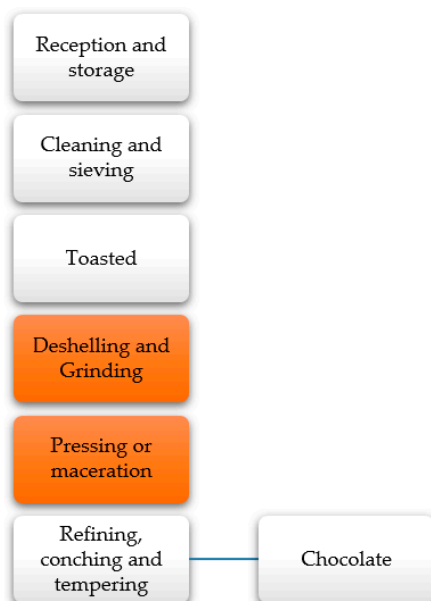 Reception and
storage
Cleaning and
sieving
Toasted
Deshelling and
Grinding
Pressing or
maceration
Refining,
conching and
tempering
Chocolate